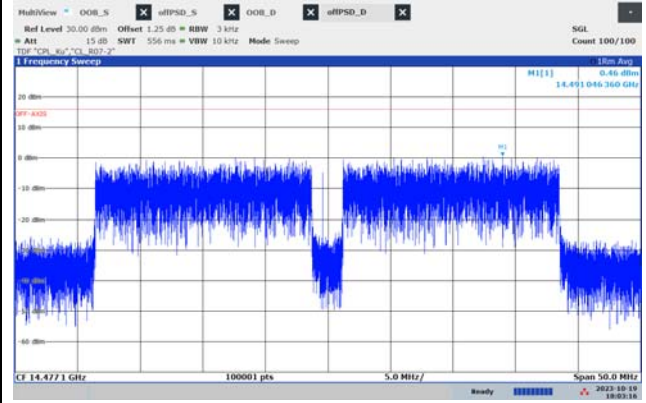 MultiView OOB_S X offPSD_S X OOB_D X offPSD_D X
Ref Level 30.00 dBm Offset 1.25 dB RBW 3 kHz SGL
Att 15 dB SWT 556 ms VBW 10 kHz Mode Sweep Count 100/100
TDF "CPL_Ku","CL_R07-2"
1 Frequency Sweep 1Rm Avg
M1[1] 0.46 dBm
14.491 046 360 GHz
20 dBm
OFF-AXIS
10 dBm
M1
0 dBm
-10 dBm
-20 dBm
-60 dBm
CF 14.4771 GHz 100001 pts 5.0 MHz/ Span 50.0 MHz
Ready 2023-10-19
10:03:16